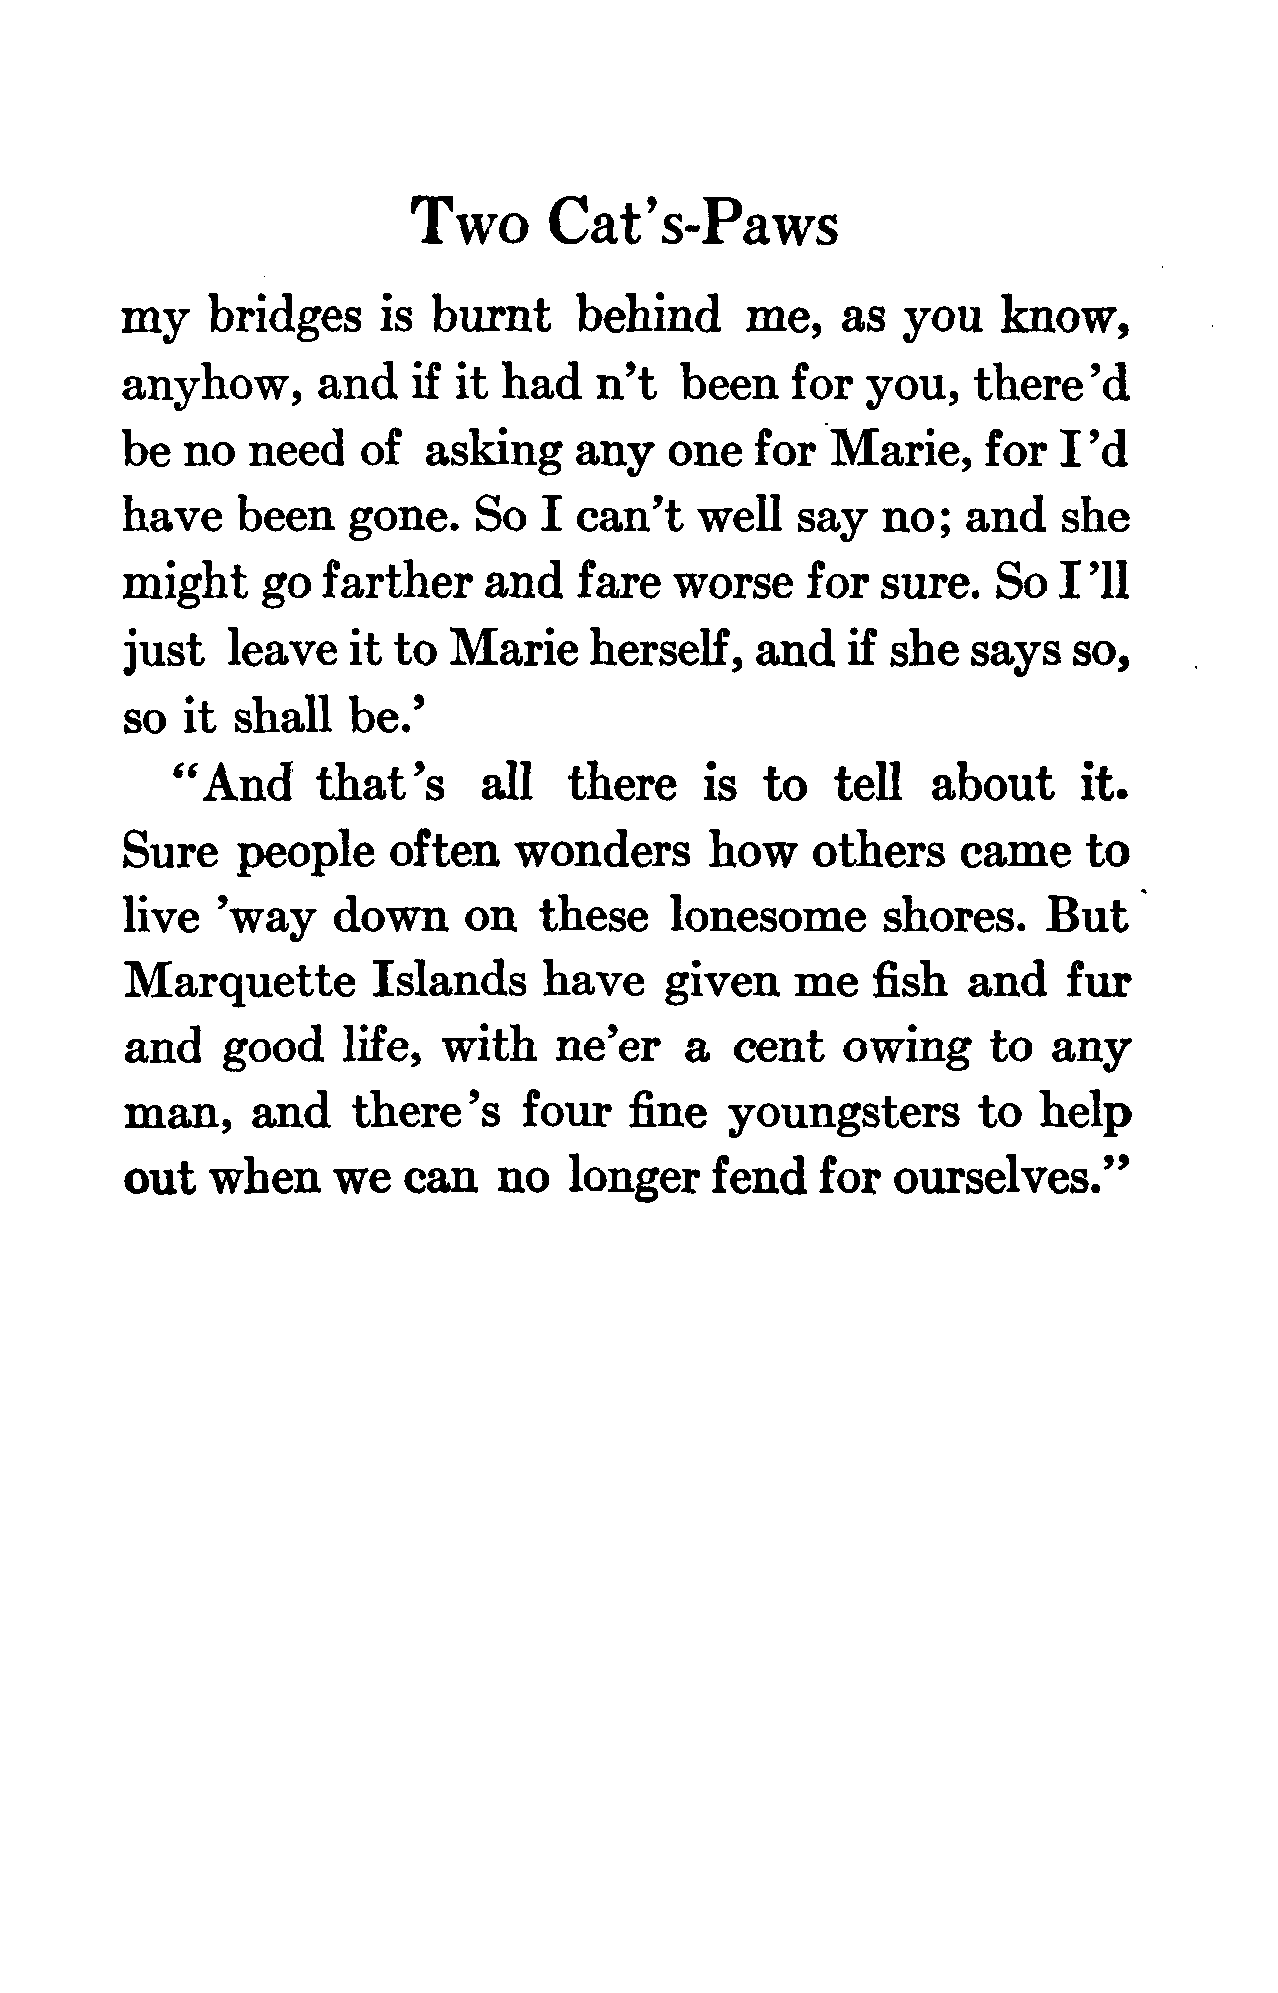 Two Cat's-Paws
my bridges is burnt behind me, as you know,
anyhow, and if it had n't been for you, there'd
be no need of asking any one for Marie, for I'd
have been gone. So I can't well say no; and she
might go farther and fare worse for sure. So I'll
just leave it to Marie herself, and if she says so,
so it shall be.'
"And that's all there is to tell about it.
Sure people often wonders how others came to
live 'way down on these lonesome shores. But
Marquette Islands have given me fish and fur
and good life, with ne'er a cent owing to any
man, and there's four fine youngsters to help
out when we can no longer fend for ourselves."